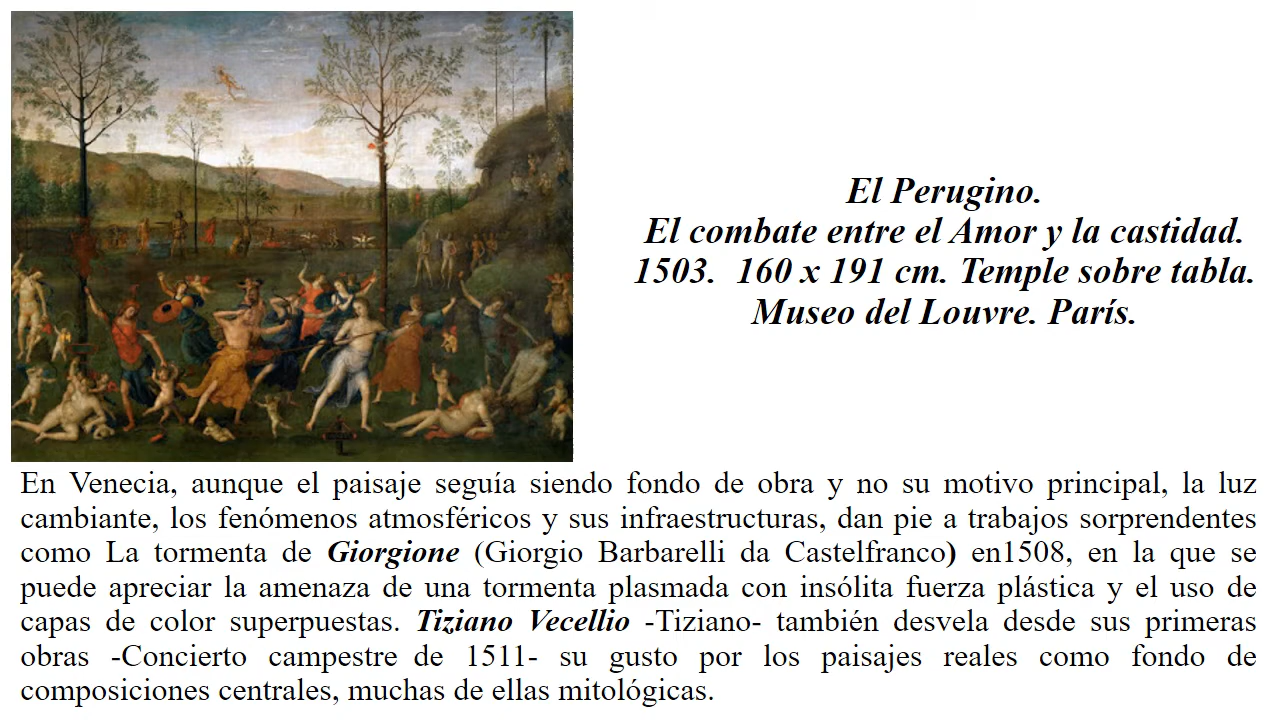 El Perugino.
El combate entre el Amor y la castidad.
1503.  160 x 191 cm. Temple sobre tabla.
Museo del Louvre. París.
En Venecia, aunque el paisaje seguía siendo fondo de obra y no su motivo principal, la luz
cambiante, los fenómenos atmosféricos y sus infraestructuras, dan pie a trabajos sorprendentes
como La tormenta de Giorgione (Giorgio Barbarelli da Castelfranco) en1508, en la que se
puede apreciar la amenaza de una tormenta plasmada con insólita fuerza plástica y el uso de
capas de color superpuestas. Tiziano Vecellio -Tiziano- también desvela desde sus primeras
obras -Concierto campestre de 1511- su gusto por los paisajes reales como fondo de
composiciones centrales, muchas de ellas mitológicas.